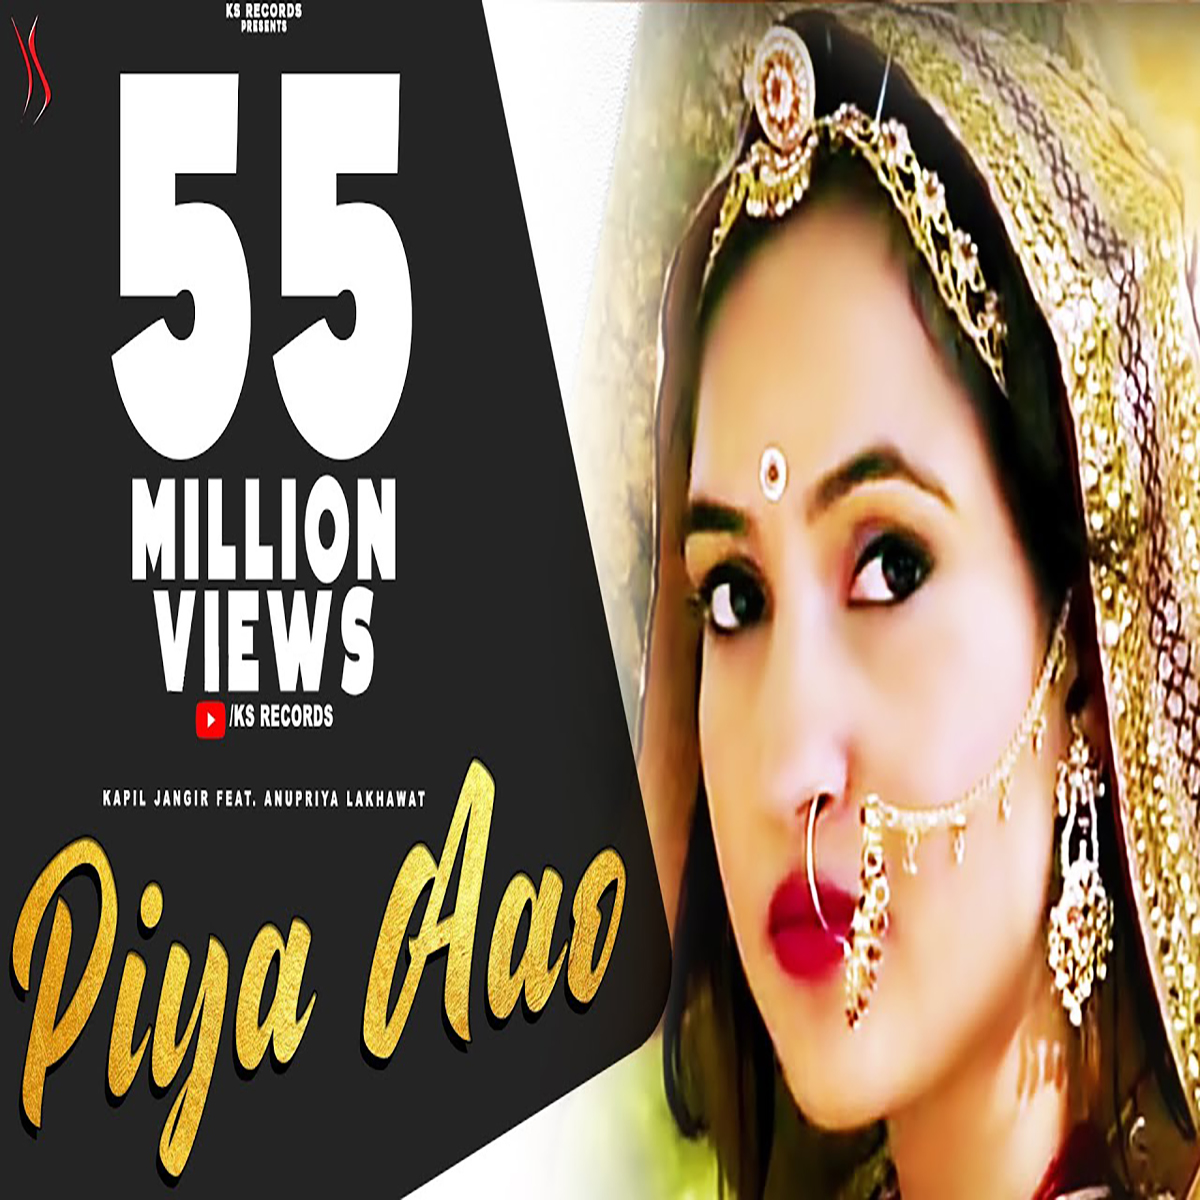 KS RECORDS
PRESENTS
55
MILLION
VIEWS
/KS RECORDS
KAPIL JANGIR FEAT. ANUPRIYA LAKHAWAT
Piya Aao